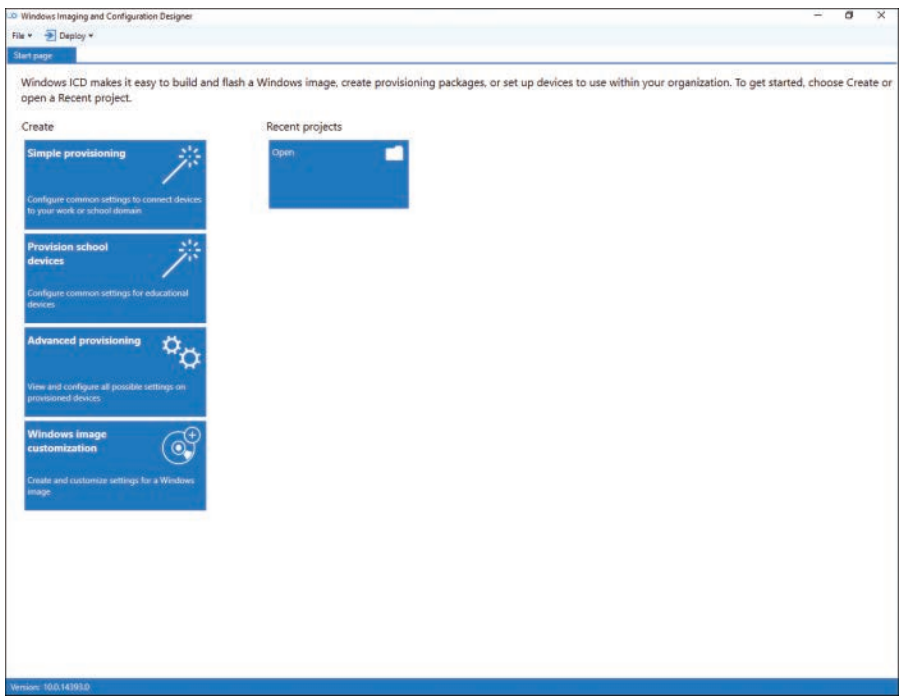 Windows Imaging and Configuration Designer
File Deploy
Start page
Windows ICD makes it easy to build and flash a Windows image, create provisioning packages, or set up devices to use within your organization. To get started, choose Create or
open a Recent project.
Create
Recent projects
Simple provisioning
Configure common settings to connect devices
to your work or school domain
Provision school
devices
Configure common settings for educational
devices
Advanced provisioning
View and configure all possible settings on
provisioned devices
Windows image
customization
Create and customize settings for a Windows
image
Open
Version: 10.0.14393.0